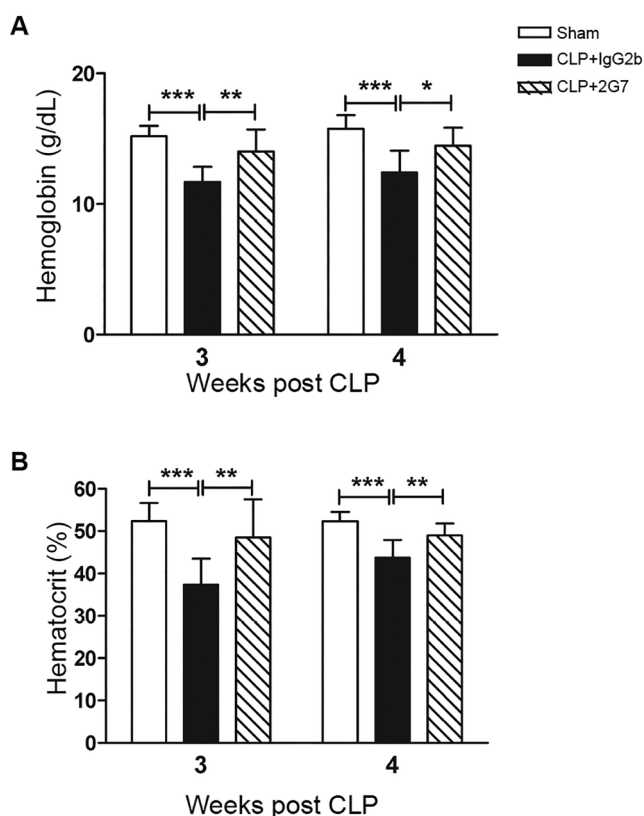 A
Sham
CLP+IgG2b
CLP+2G7
Hemoglobin (g/dL)
20
10
0
*** **
*** *
3 4
Weeks post CLP
B
Hematocrit (%)
60
50
40
30
20
10
0
*** **
*** **
3 4
Weeks post CLP